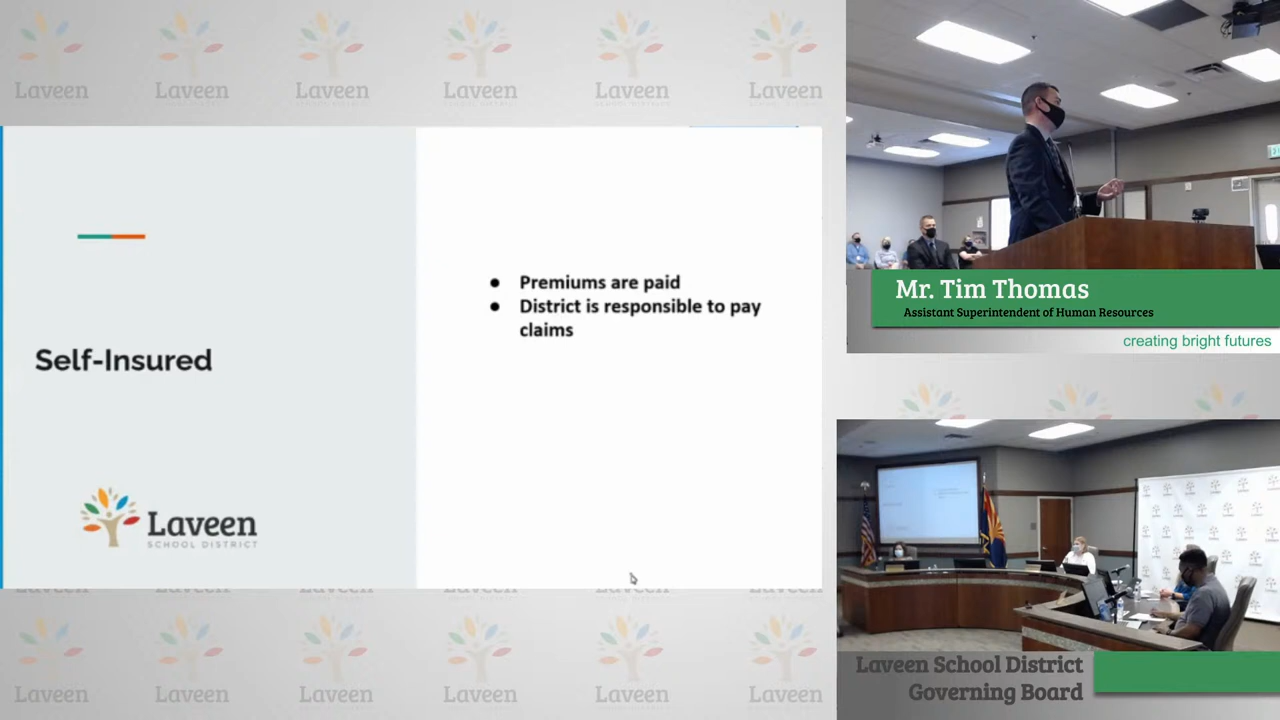 Laveen Laveen Laveen Laveen Laveen Laveen
Self-Insured
Laveen
SCHOOL DISTRICT
● Premiums are paid
● District is responsible to pay
claims
Mr. Tim Thomas
Assistant Superintendent of Human Resources
creating bright futures
Laveen School District
Governing Board
Laveen Laveen Laveen Laveen Laveen Laveen